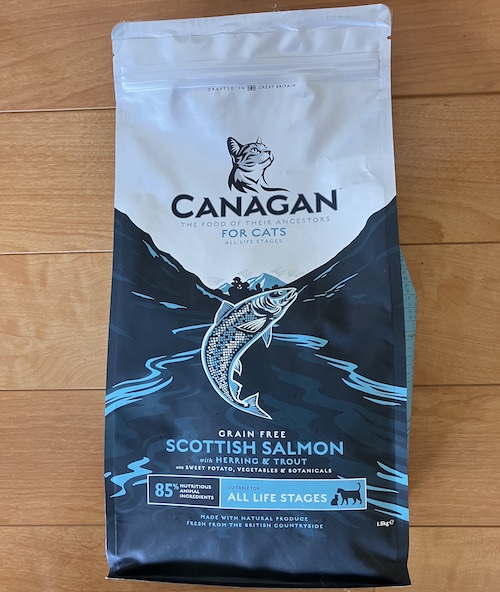 CRAFTED IN GREAT BRITAIN
CANAGAN™
THE FOOD OF THEIR ANCESTORS
FOR CATS
ALL LIFE STAGES
GRAIN FREE
SCOTTISH SALMON
with HERRING & TROUT
with SWEET POTATO, VEGETABLES & BOTANICALS
85% NUTRITIOUS
ANIMAL
INGREDIENTS
SUITABLE FOR
ALL LIFE STAGES
MADE WITH NATURAL PRODUCE
FRESH FROM THE BRITISH COUNTRYSIDE
1.5kg℮